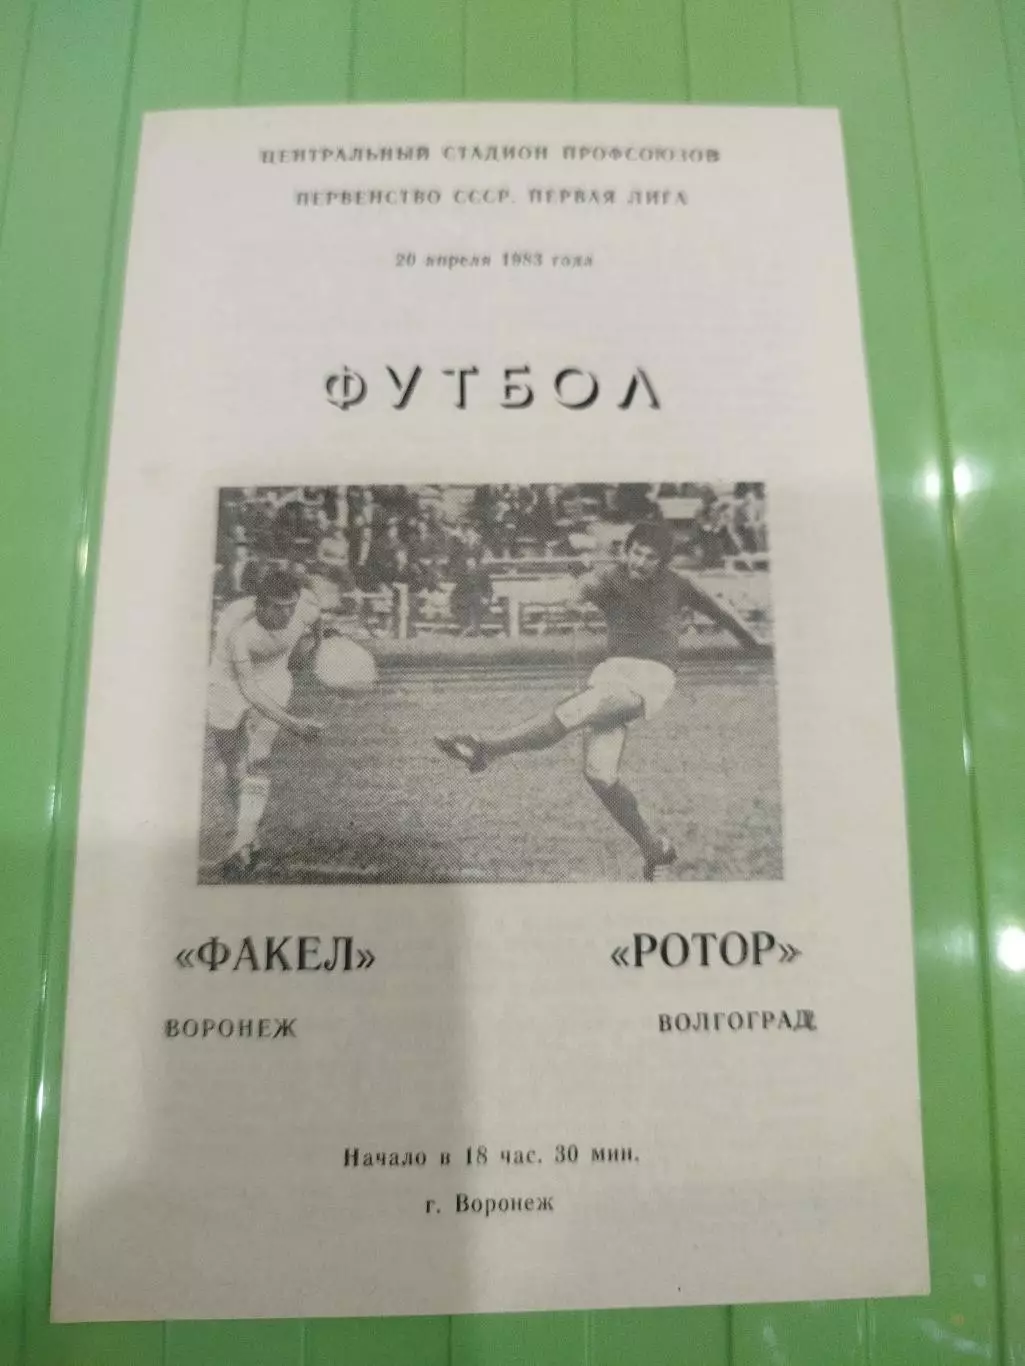 ЦЕНТРАЛЬНЫЙ СТАДИОН ПРОФСОЮЗОВ
ПЕРВЕНСТВО СССР. ПЕРВАЯ ЛИГА
20 апреля 1983 года
ФУТБОЛ
«ФАКЕЛ» «РОТОР»
ВОРОНЕЖ ВОЛГОГРАД
Начало в 18 час. 30 мин.
г. Воронеж